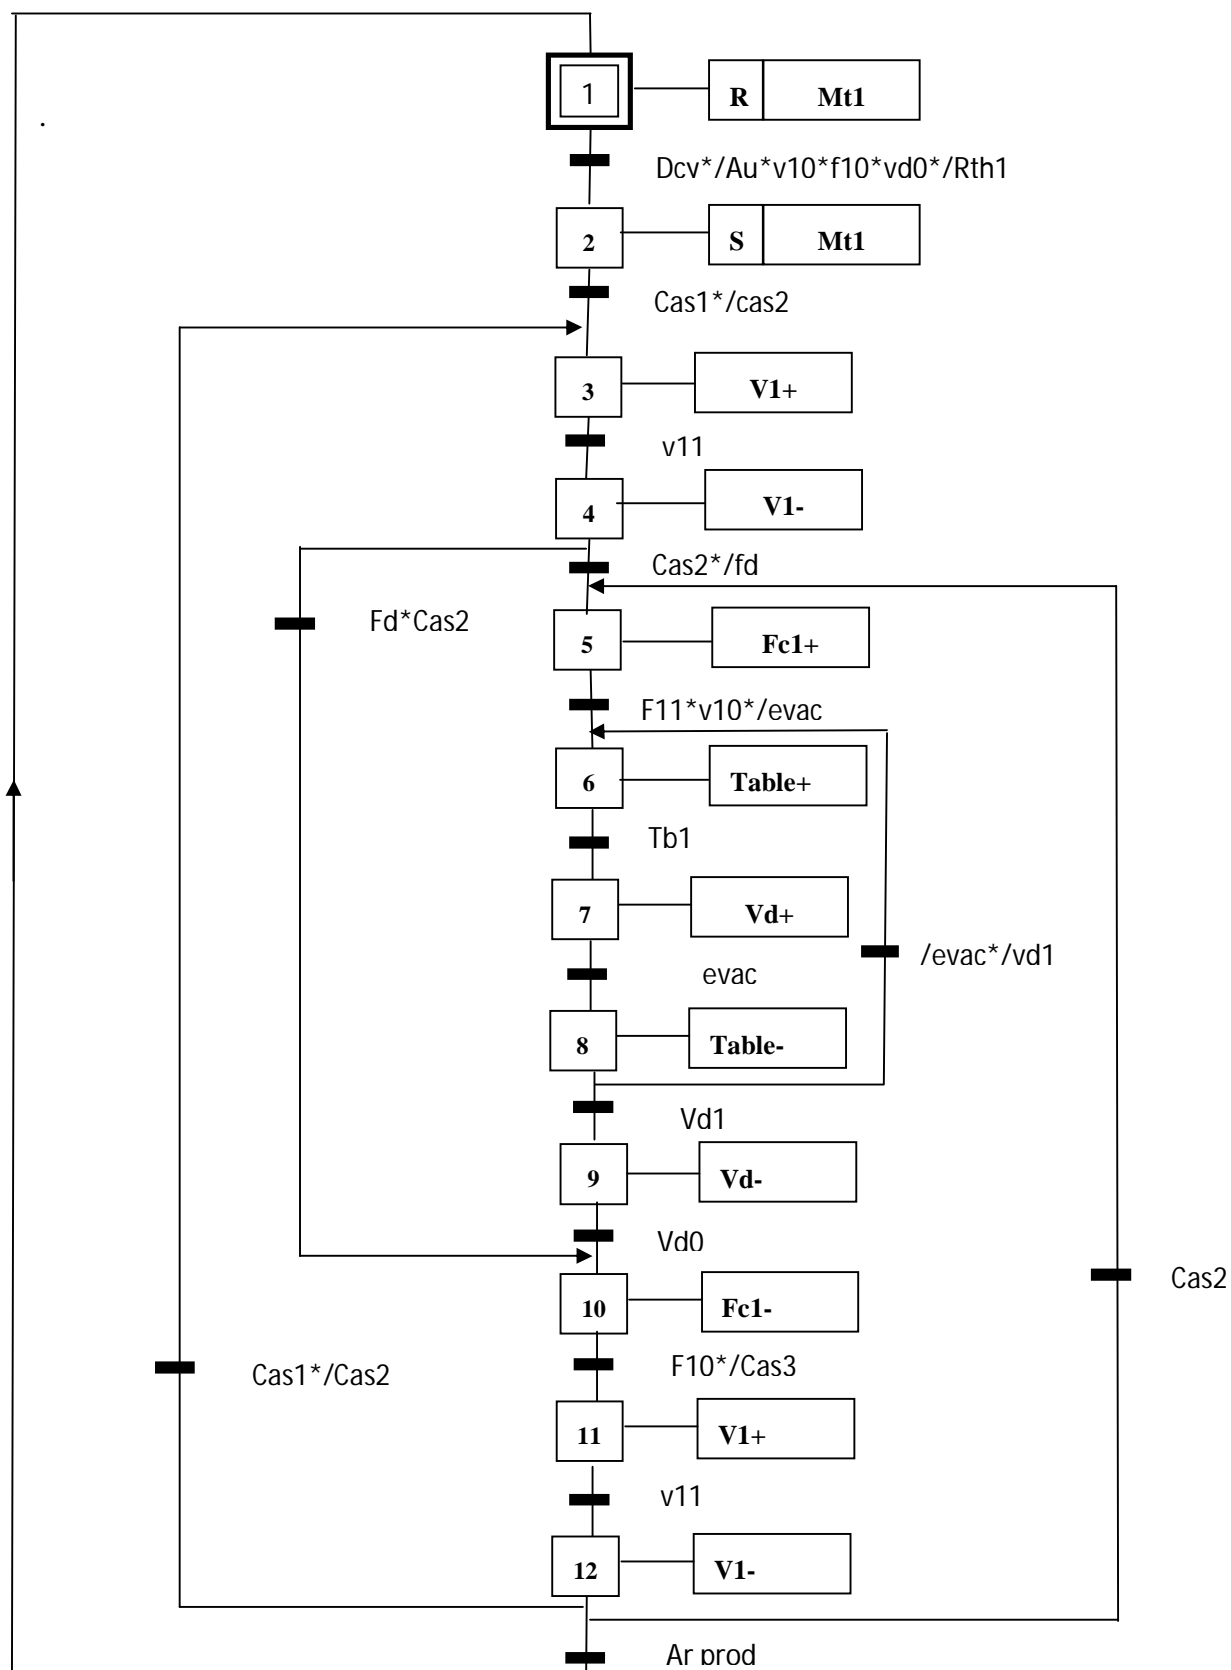 1 R Mt1
.
Dcv*/Au*v10*f10*vd0*/Rth1
2 S Mt1
Cas1*/cas2
3 V1+
v11
4 V1-
Cas2*/fd
Fd*Cas2
5 Fc1+
F11*v10*/evac
6 Table+
Tb1
7 Vd+
/evac*/vd1
evac
8 Table-
Vd1
9 Vd-
Vd0
Cas2
10 Fc1-
F10*/Cas3
Cas1*/Cas2
11 V1+
v11
12 V1-
Ar prod